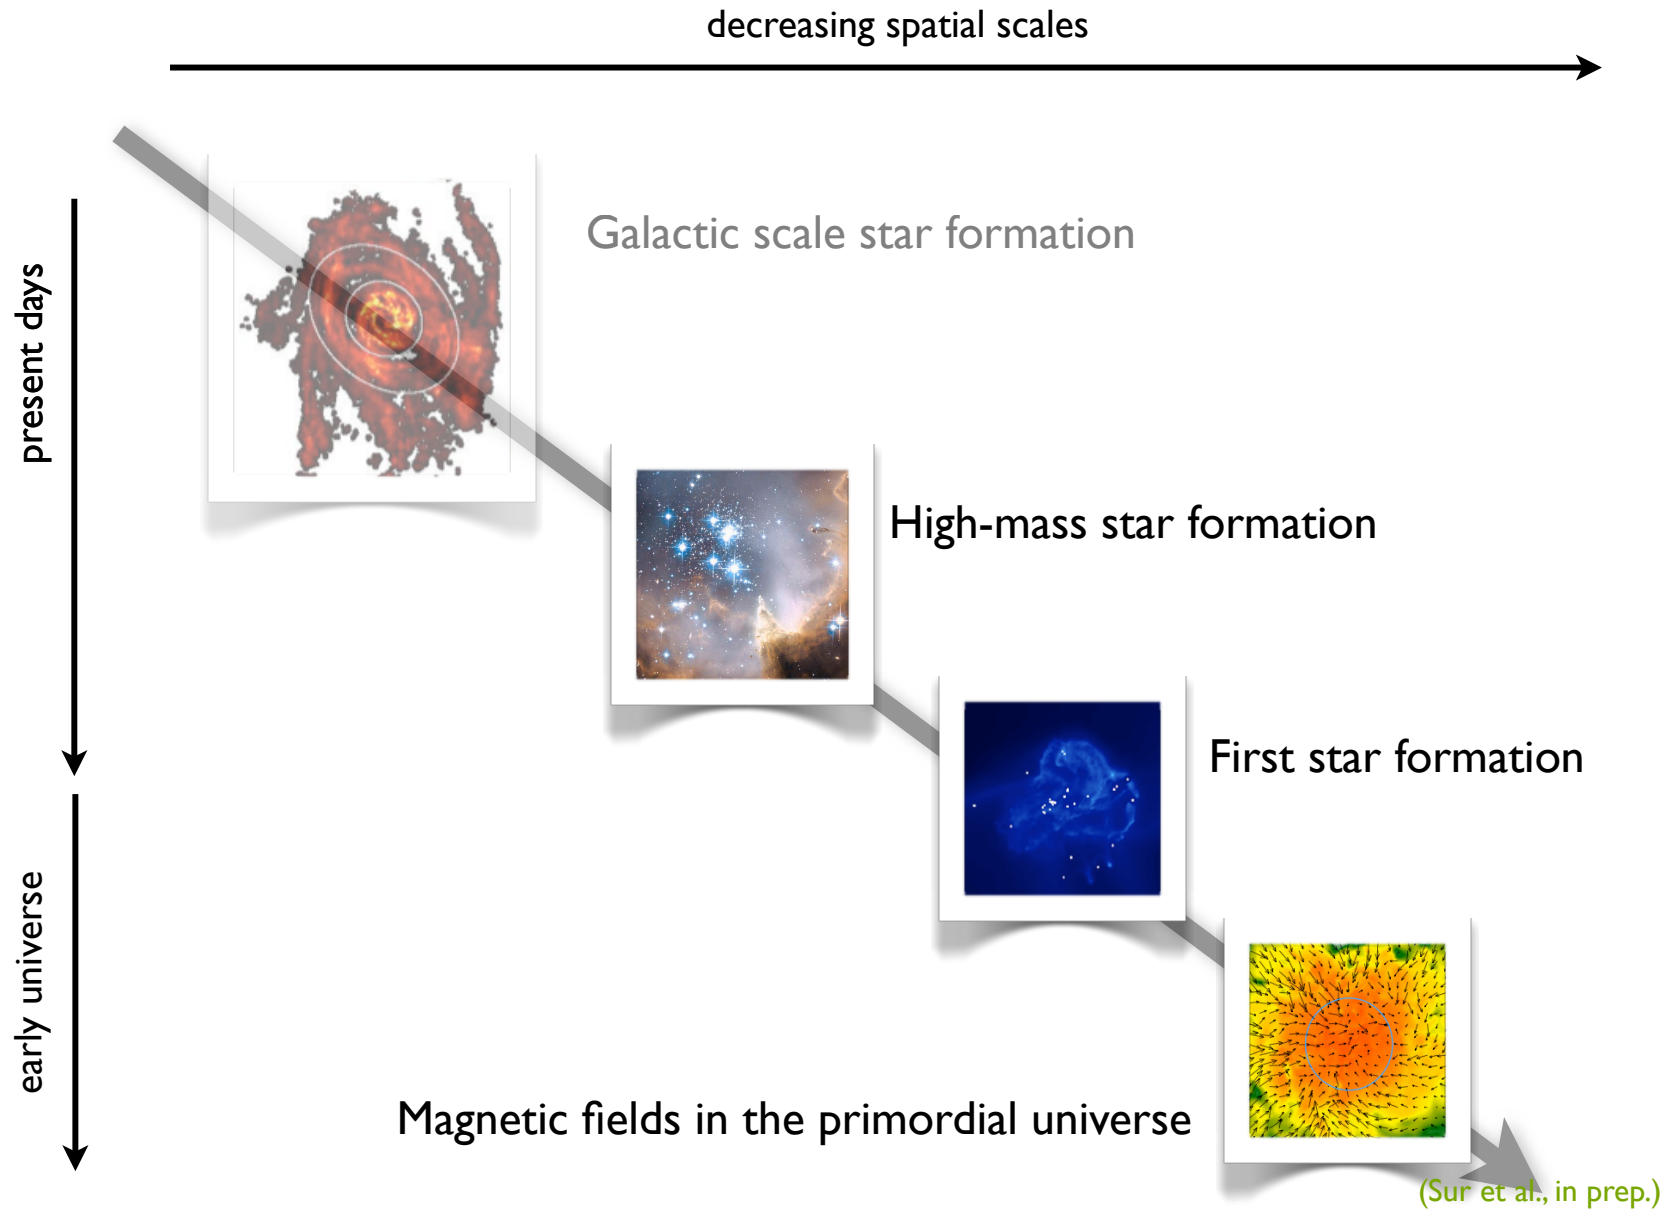 decreasing spatial scales
present days
Galactic scale star formation
High-mass star formation
First star formation
early universe
Magnetic fields in the primordial universe
(Sur et al., in prep.)